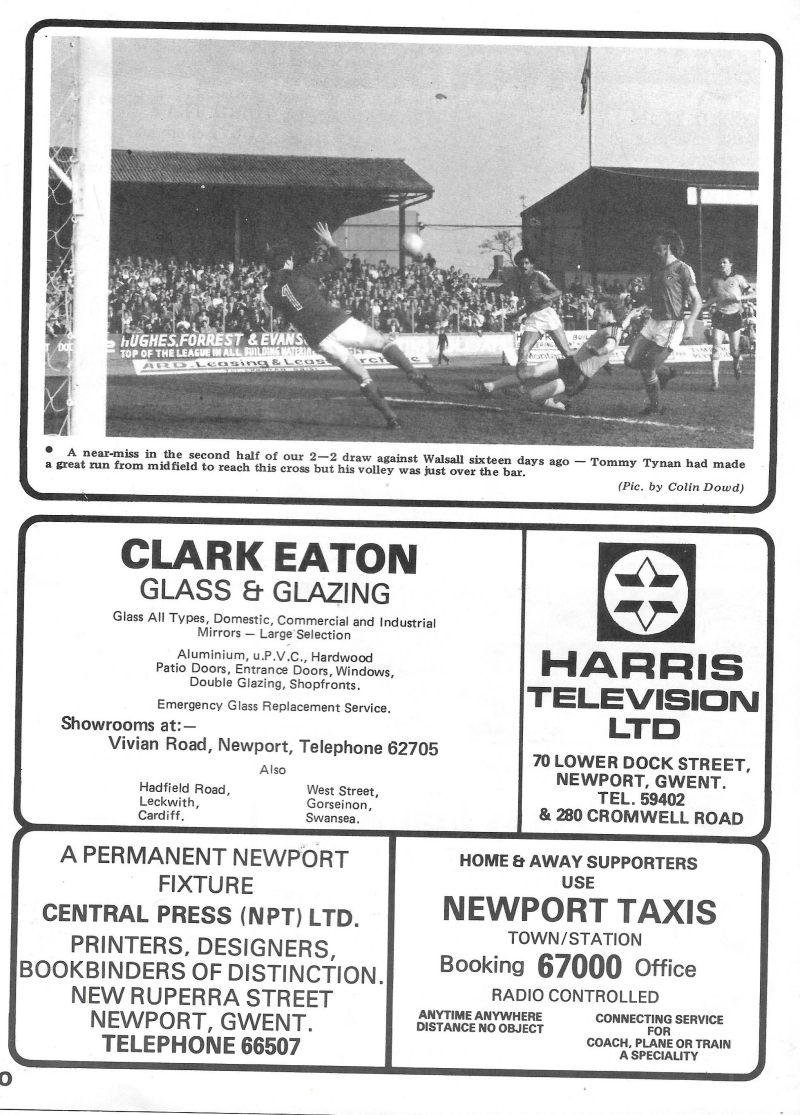 HUGHES, FORREST & EVANS
TOP OF THE LEAGUE IN ALL BUILDING MATERI
ARD. Leasing & Lea
• A near-miss in the second half of our 2—2 draw against Walsall sixteen days ago — Tommy Tynan had made
a great run from midfield to reach this cross but his volley was just over the bar.
(Pic. by Colin Dowd)
CLARK EATON
GLASS & GLAZING
Glass All Types, Domestic, Commercial and Industrial
Mirrors — Large Selection
Aluminium, u.P.V.C., Hardwood
Patio Doors, Entrance Doors, Windows,
Double Glazing, Shopfronts.
Emergency Glass Replacement Service.
Showrooms at:—
Vivian Road, Newport, Telephone 62705
Also
Hadfield Road,
Leckwith,
Cardiff.
West Street,
Gorseinon,
Swansea.
HARRIS
TELEVISION
LTD
70 LOWER DOCK STREET,
NEWPORT, GWENT.
TEL. 59402
& 280 CROMWELL ROAD
A PERMANENT NEWPORT
FIXTURE
CENTRAL PRESS (NPT) LTD.
PRINTERS, DESIGNERS,
BOOKBINDERS OF DISTINCTION.
NEW RUPERRA STREET
NEWPORT, GWENT.
TELEPHONE 66507
HOME & AWAY SUPPORTERS
USE
NEWPORT TAXIS
TOWN/STATION
Booking 67000 Office
RADIO CONTROLLED
ANYTIME ANYWHERE
DISTANCE NO OBJECT
CONNECTING SERVICE
FOR
COACH, PLANE OR TRAIN
A SPECIALITY
0